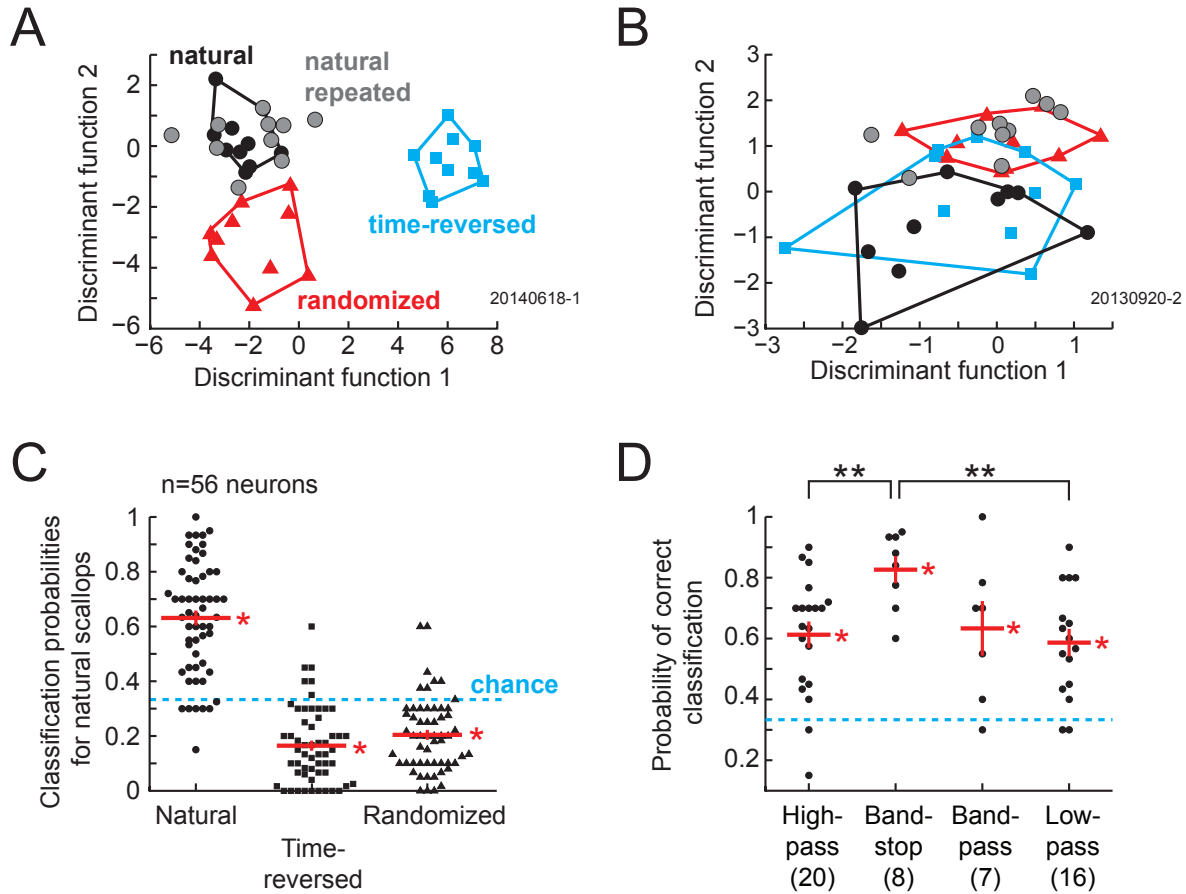 A
natural
natural
repeated
time-reversed
randomized
20140618-1
Discriminant function 2
2
0
−2
−4
−6
−6 −4 −2 0 2 4 6 8
Discriminant function 1
B
Discriminant function 2
3
2
1
0
−1
−2
−3
20130920-2
−3 −2 −1 0 1
Discriminant function 1
C
n=56 neurons
Classification probabilities
for natural scallops
1
0.8
0.6
0.4
0.2
0
*
*
*
chance
Natural
Time-
reversed
Randomized
D
** **
Probability of correct
classification
1
0.8
0.6
0.4
0.2
*
*
*
*
High-
pass
(20)
Band-
stop
(8)
Band-
pass
(7)
Low-
pass
(16)